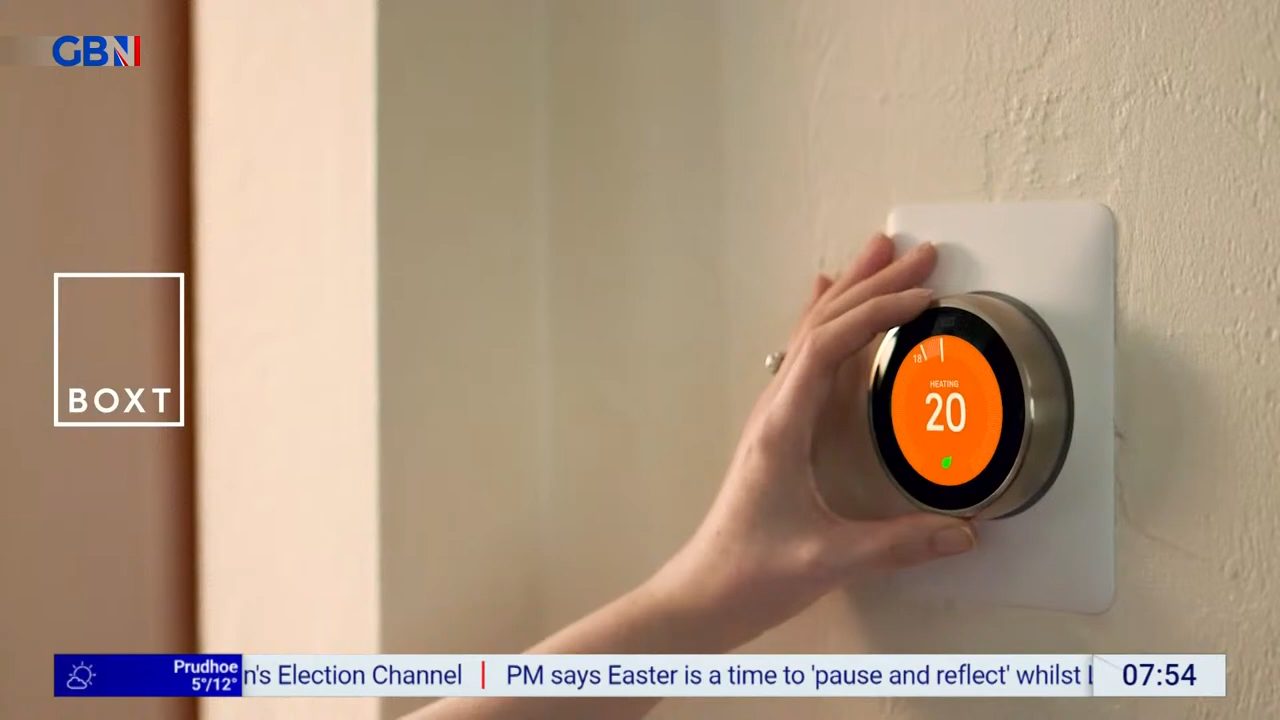 GBN
BOXT
18
HEATING
20
Prudhoe
5°/12°
n's Election Channel | PM says Easter is a time to 'pause and reflect' whilst
07:54